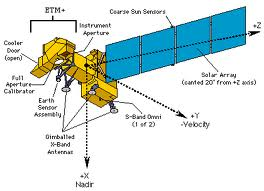 ETM+
Instrument
Aperture
Coarse Sun Sensors
Cooler
Door
(open)
+Z
Full
Aperture
Calibrator
Earth
Sensor
Assembly
Solar Array
(canted 20° from +Z axis)
+Y
-Velocity
S-Band Omni
(1 of 2)
Gimballed
X-Band
Antennas
+X
Nadir